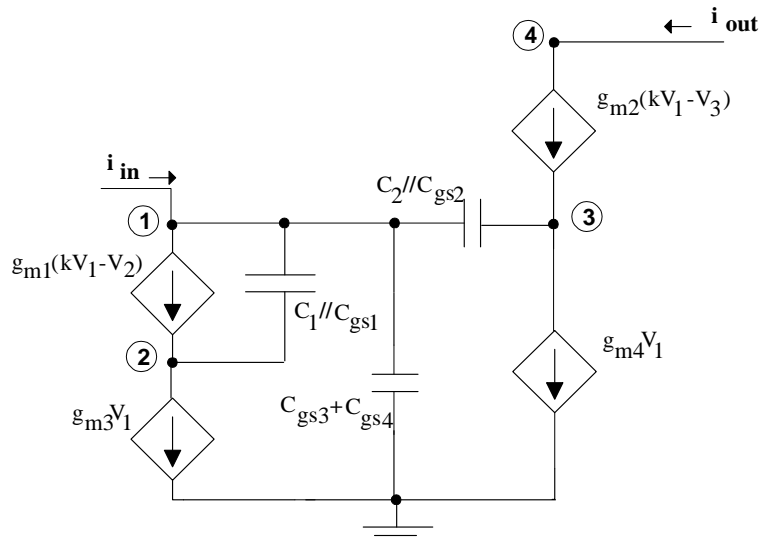 4
i out
gm2(kV1-V3)
i in
C2//Cgs2
1
3
gm1(kV1-V2)
C1//Cgs1
2
gm4V1
gm3V1
Cgs3+Cgs4